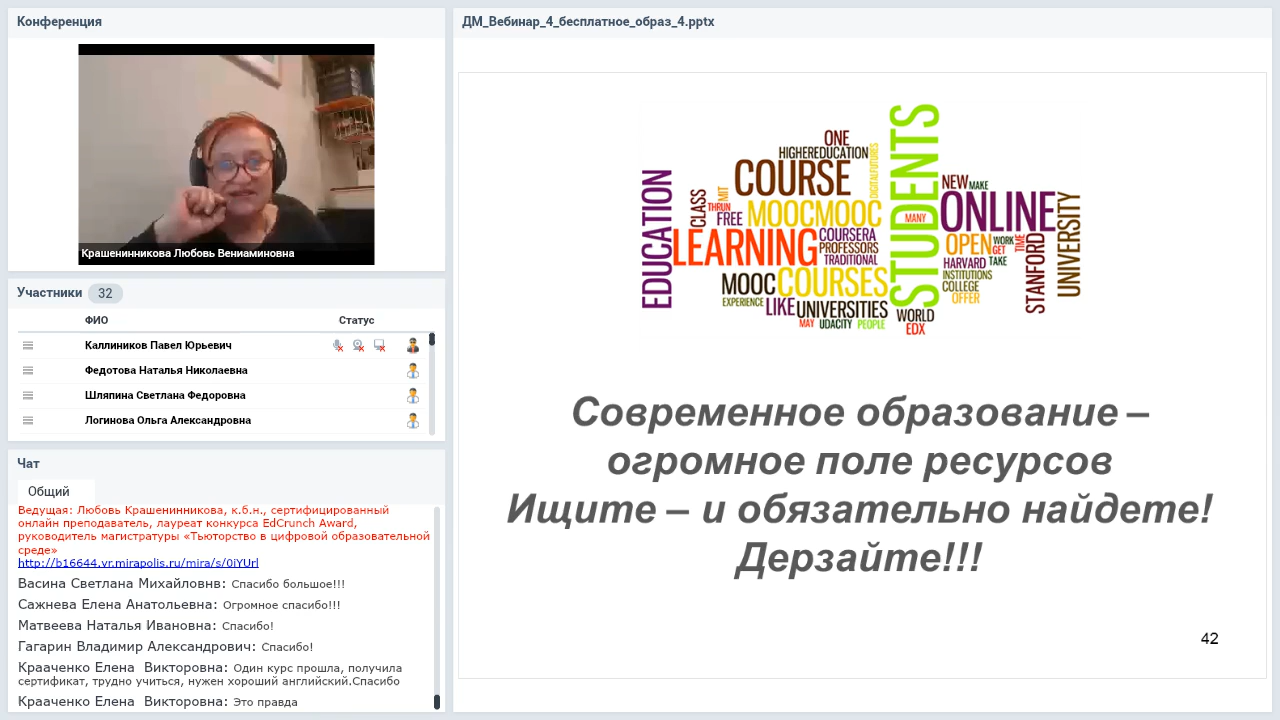 Конференция
Крашенинникова Любовь Вениаминовна
Участники 32
ФИО Статус
Каллиников Павел Юрьевич
Федотова Наталья Николаевна
Шляпина Светлана Федоровна
Логинова Ольга Александровна
Чат
Общий
Ведущая: Любовь Крашенинникова, к.б.н., сертифицированный
онлайн преподаватель, лауреат конкурса EdCrunch Award,
руководитель магистратуры «Тьюторство в цифровой образовательной
среде»
http://b16644.vr.mirapolis.ru/mira/s/0iYUrl
Васина Светлана Михайловнв: Спасибо большое!!!
Сажнева Елена Анатольевна: Огромное спасибо!!!
Матвеева Наталья Ивановна: Спасибо!
Гагарин Владимир Александрович: Спасибо!
Крааченко Елена Викторовна: Один курс прошла, получила
сертификат, трудно учиться, нужен хороший английский.Спасибо
Крааченко Елена Викторовна: Это правда
ДМ_Вебинар_4_бесплатное_образ_4.pptx
EDUCATION
CLASS
MIT
THRUN
FREE
ONE
HIGHEREDUCATION
DIGITALFUTURES
COURSE
MOOCMOOC
LEARNING
COURSERA
PROFESSORS
TRADITIONAL
MOOC
COURSES
EXPERIENCE
LIKE
UNIVERSITIES
MAY
UDACITY
PEOPLE
STUDENTS
MANY
WORLD
EDX
NEW
MAKE
ONLINE
OPEN
WORK
GET
TIME
HARVARD
TAKE
INSTITUTIONS
COLLEGE
OFFER
STANFORD
UNIVERSITY
Современное образование –
огромное поле ресурсов
Ищите – и обязательно найдете!
Дерзайте!!!
42